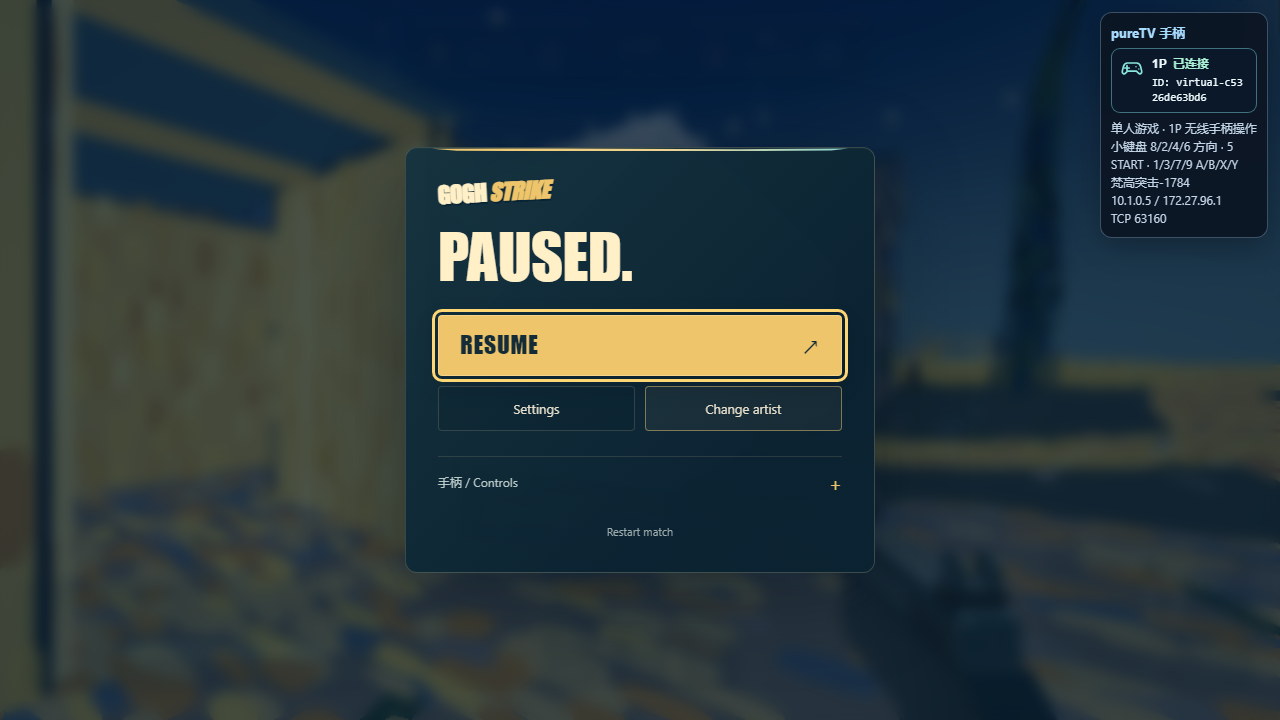 GOGH STRIKE
PAUSED.
RESUME ↗
Settings
Change artist
手柄 / Controls +
Restart match
pureTV 手柄
1P 已连接
ID: virtual-c53
26de63bd6
单人游戏 · 1P 无线手柄操作
小键盘 8/2/4/6 方向 · 5
START · 1/3/7/9 A/B/X/Y
梵高突击-1784
10.1.0.5 / 172.27.96.1
TCP 63160